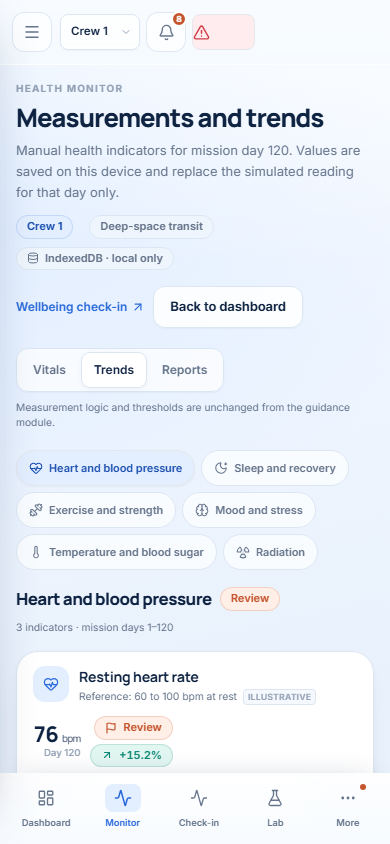 Crew 1
8
HEALTH MONITOR
Measurements and trends
Manual health indicators for mission day 120. Values are
saved on this device and replace the simulated reading
for that day only.
Crew 1
Deep-space transit
IndexedDB · local only
Wellbeing check-in
Back to dashboard
Vitals
Trends
Reports
Measurement logic and thresholds are unchanged from the guidance
module.
Heart and blood pressure
Sleep and recovery
Exercise and strength
Mood and stress
Temperature and blood sugar
Radiation
Heart and blood pressure
Review
3 indicators · mission days 1–120
Resting heart rate
Reference: 60 to 100 bpm at rest
ILLUSTRATIVE
76 bpm
Day 120
Review
+15.2%
Dashboard
Monitor
Check-in
Lab
More